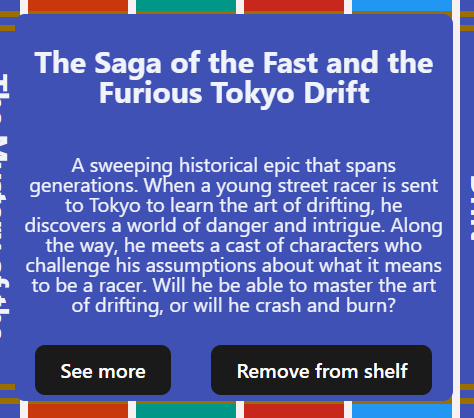 The Saga of the Fast and the
Furious Tokyo Drift
A sweeping historical epic that spans
generations. When a young street racer is sent
to Tokyo to learn the art of drifting, he
discovers a world of danger and intrigue. Along
the way, he meets a cast of characters who
challenge his assumptions about what it means
to be a racer. Will he be able to master the art
of drifting, or will he crash and burn?
See more
Remove from shelf